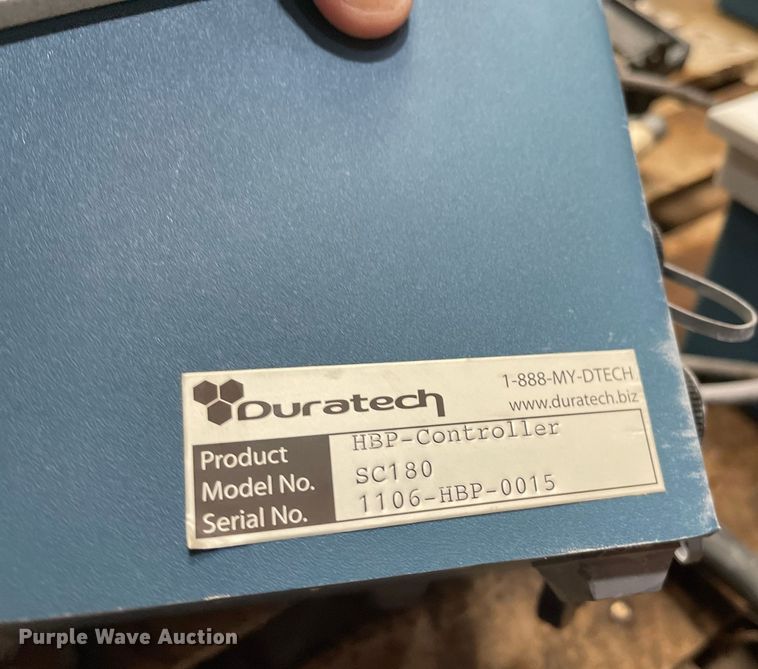 Duratech
1-888-MY-DTECH
www.duratech.biz
Product HBP-Controller
Model No. SC180
Serial No. 1106-HBP-0015
Purple Wave Auction